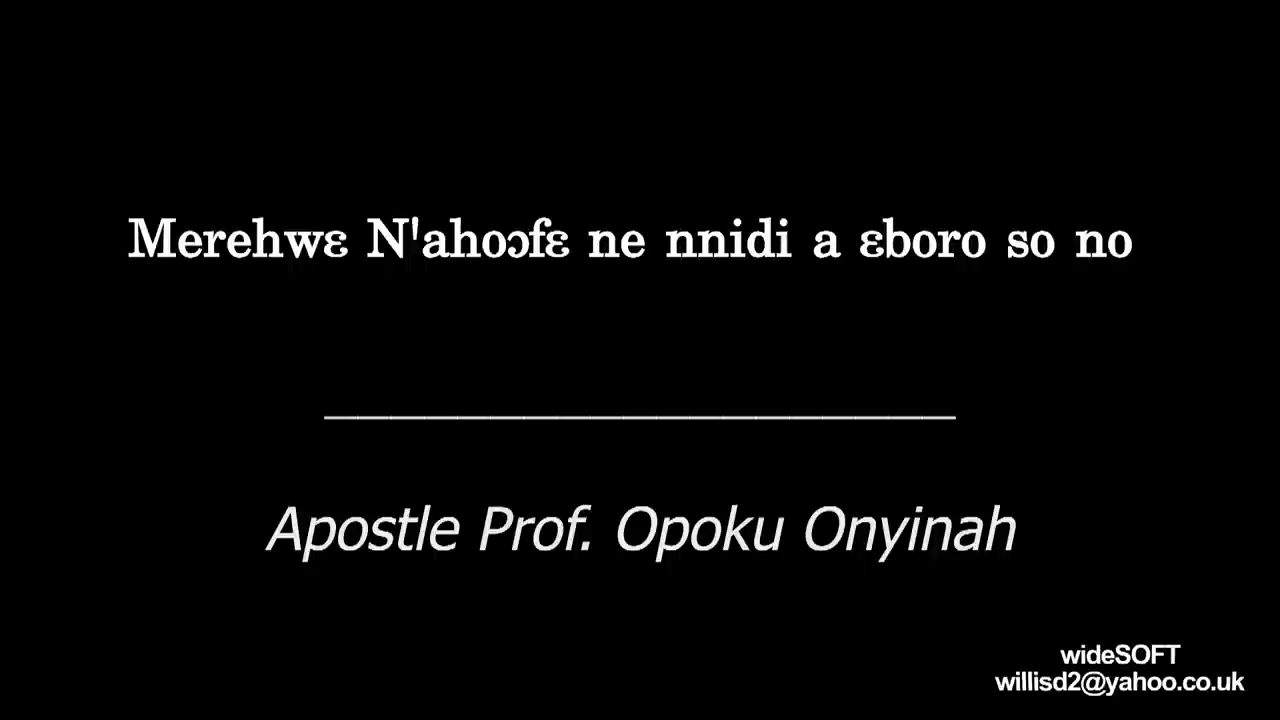 Merehwɛ N'ahoɔfɛ ne nnidi a ɛboro so no
Apostle Prof. Opoku Onyinah
wideSOFT
willisd2@yahoo.co.uk